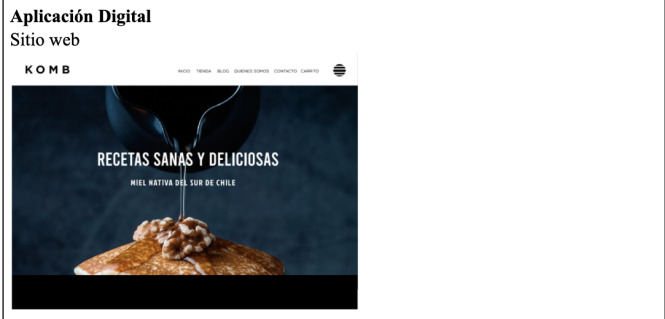 Aplicación Digital
Sitio web
KOMB
INICIO TIENDA BLOG QUIENES SOMOS CONTACTO CARRITO
RECETAS SANAS Y DELICIOSAS
MIEL NATIVA DEL SUR DE CHILE